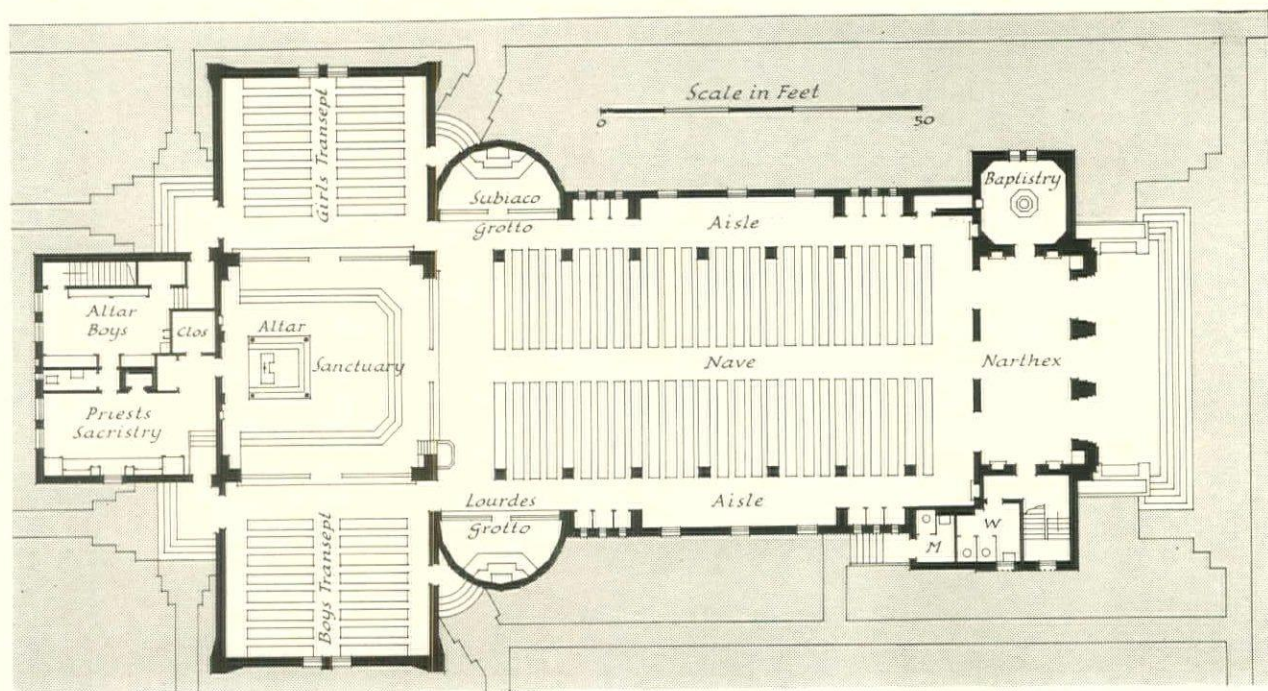 Scale in Feet
0 50
Girls Transept
Subiaco
Grotto
Baptistry
Aisle
Altar
Boys
Clos
Altar
Sanctuary
Nave
Narthex
Priests
Sacristry
Lourdes
Grotto
Aisle
Boys Transept
M
W